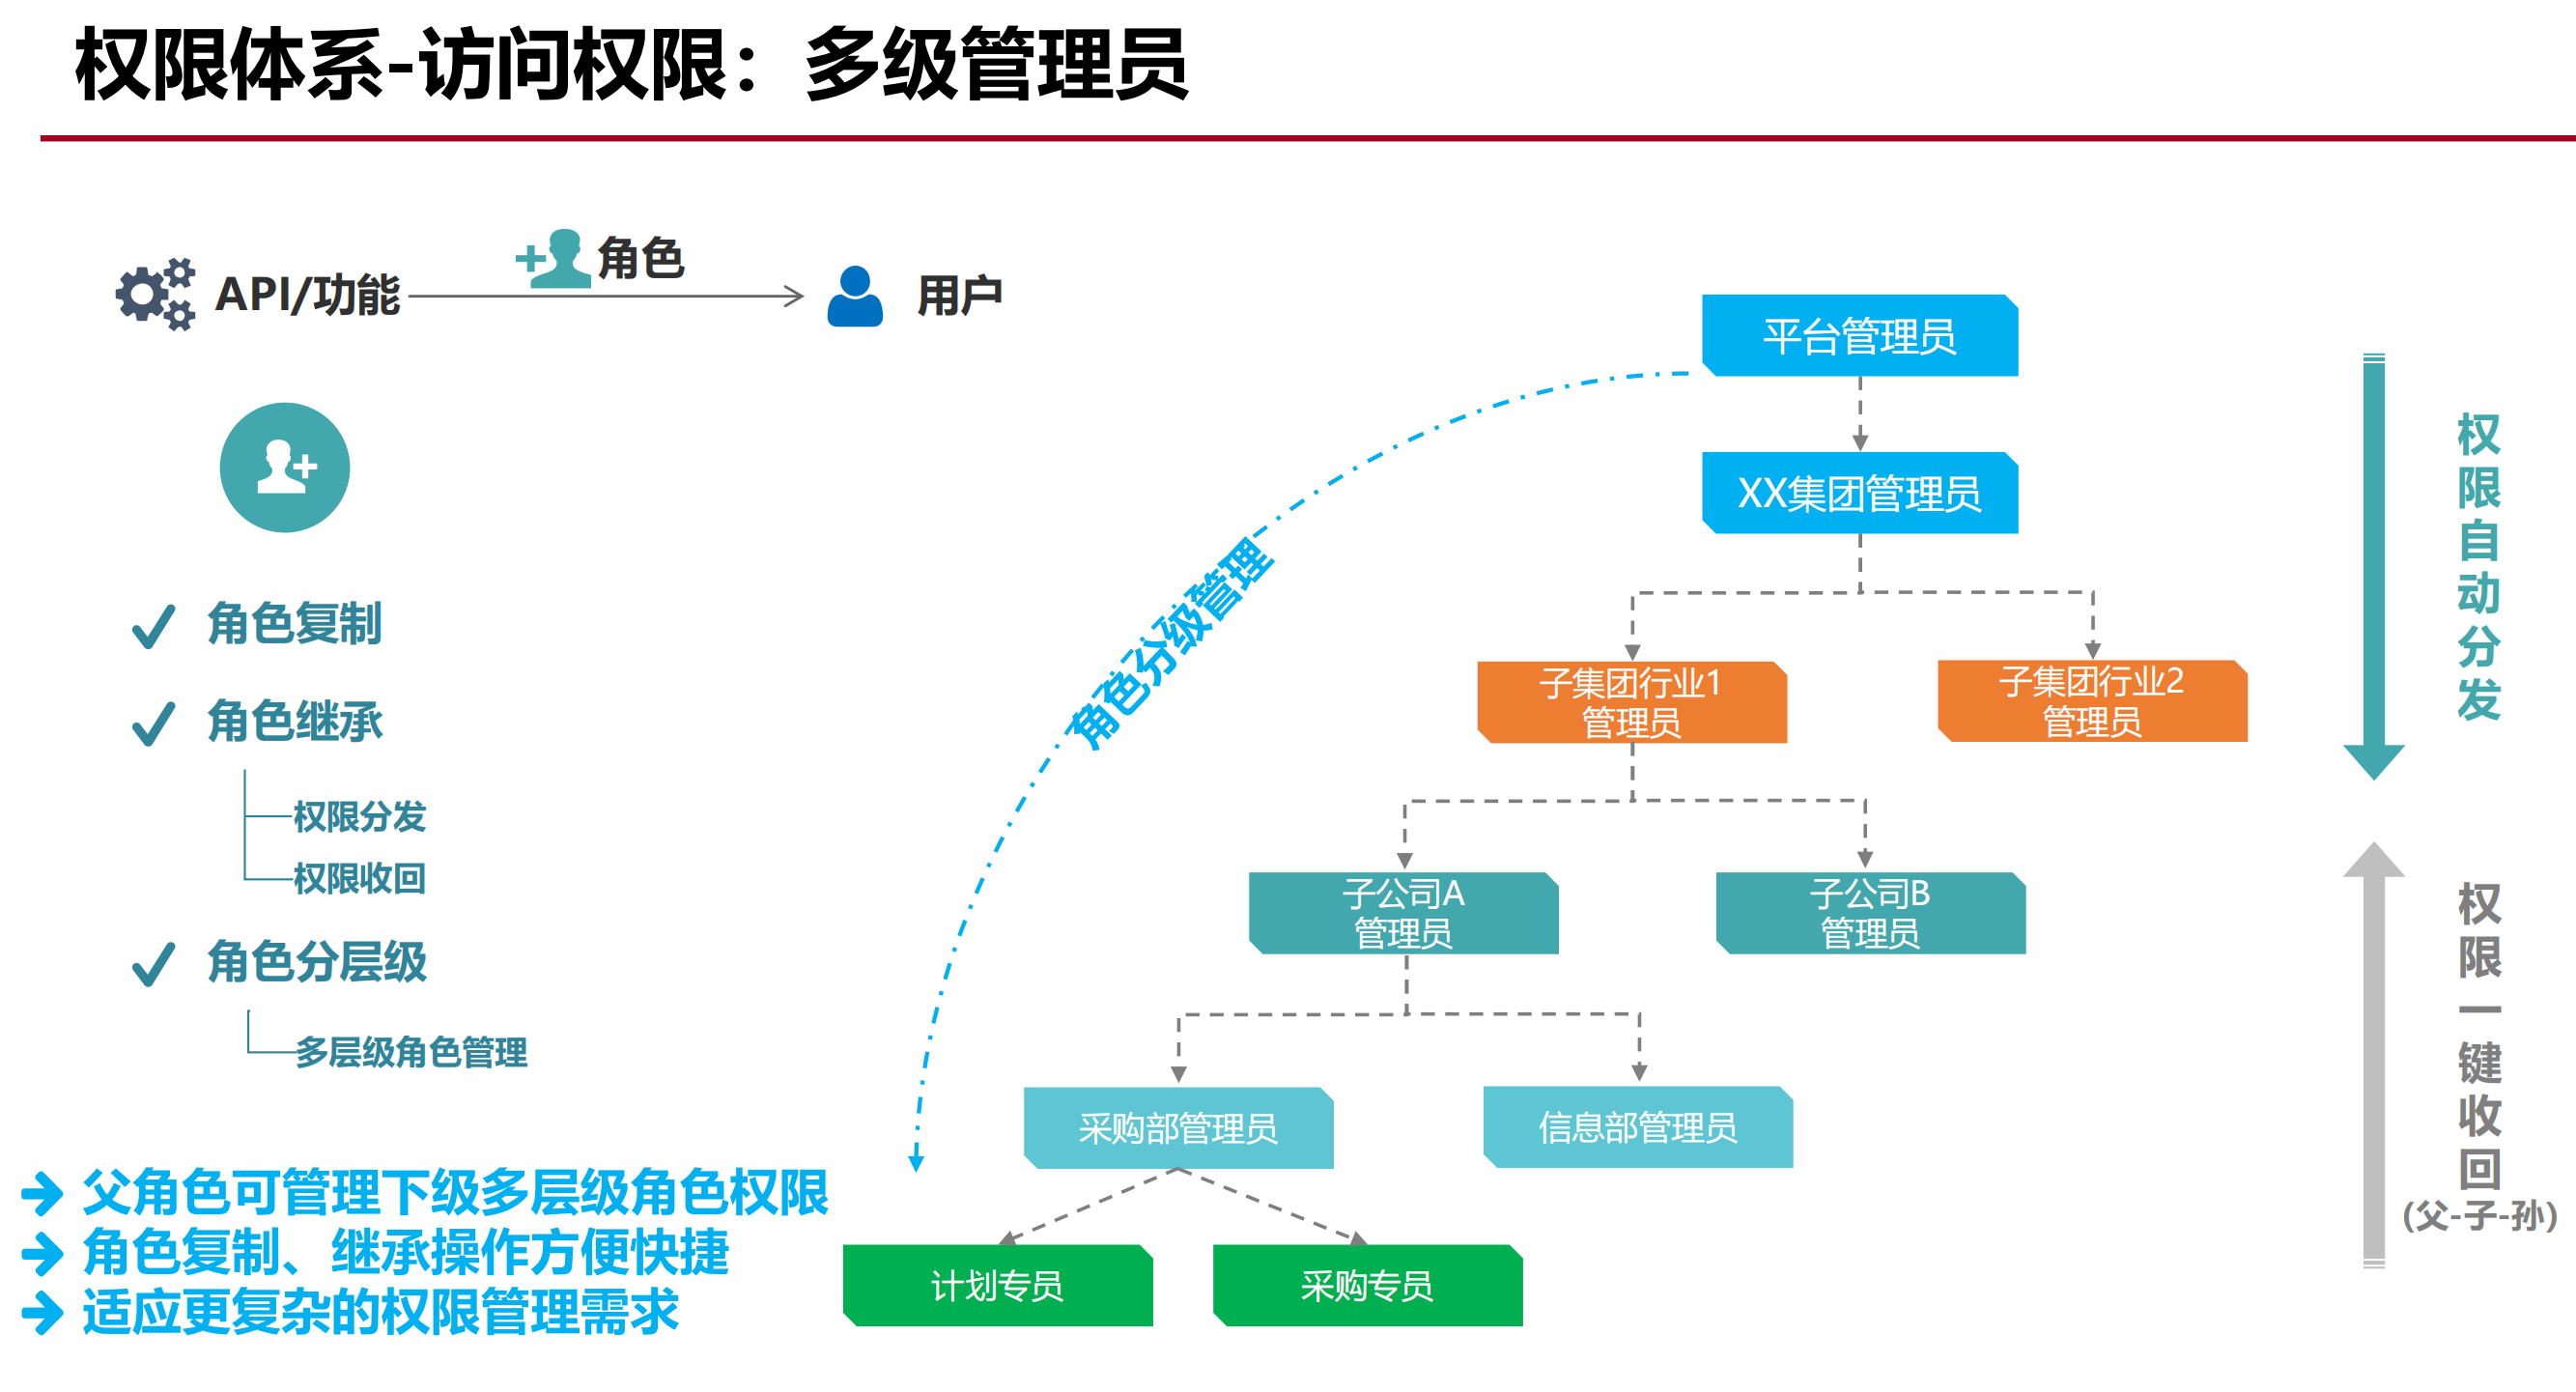 权限体系-访问权限：多级管理员
API/功能
角色
用户
角色复制
角色继承
权限分发
权限收回
角色分层级
多层级角色管理
父角色可管理下级多层级角色权限
角色复制、继承操作方便快捷
适应更复杂的权限管理需求
角色分级管理
平台管理员
XX集团管理员
子集团行业1
管理员
子集团行业2
管理员
子公司A
管理员
子公司B
管理员
采购部管理员
信息部管理员
计划专员
采购专员
权限自动分发
权限一键收回
(父-子-孙)